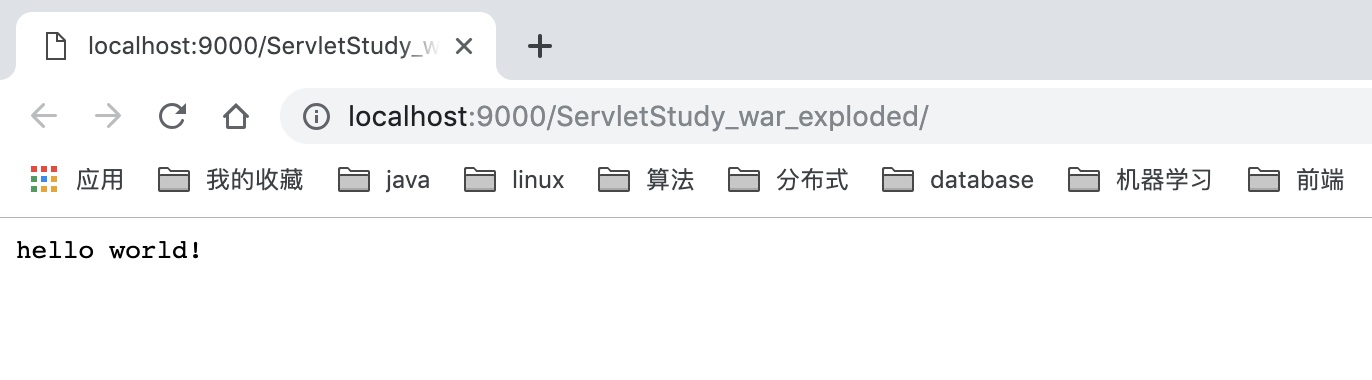 localhost:9000/ServletStudy_w
localhost:9000/ServletStudy_war_exploded/
应用 我的收藏 java linux 算法 分布式 database 机器学习 前端
hello world!